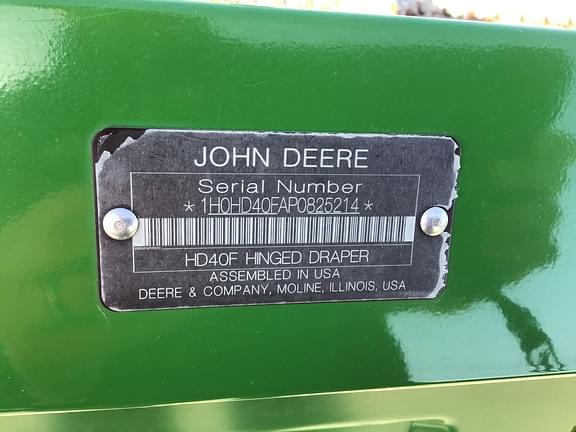 JOHN DEERE
Serial Number
* 1H0HD40FAP0825214 *
HD40F HINGED DRAPER
ASSEMBLED IN USA
DEERE & COMPANY, MOLINE, ILLINOIS, USA